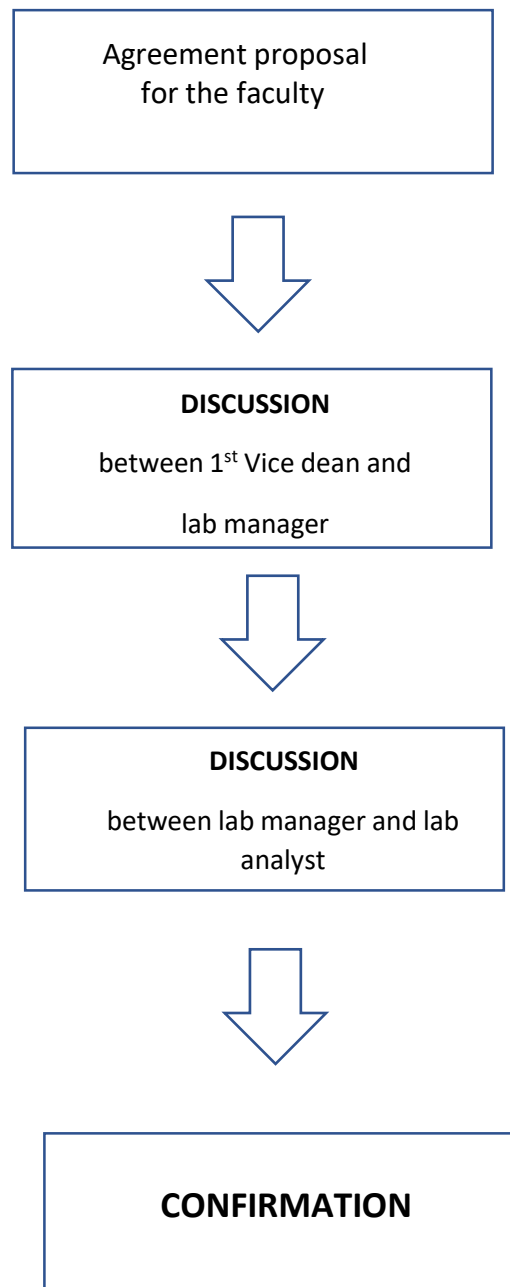 Agreement proposal
for the faculty
DISCUSSION
between 1st Vice dean and
lab manager
DISCUSSION
between lab manager and lab
analyst
CONFIRMATION